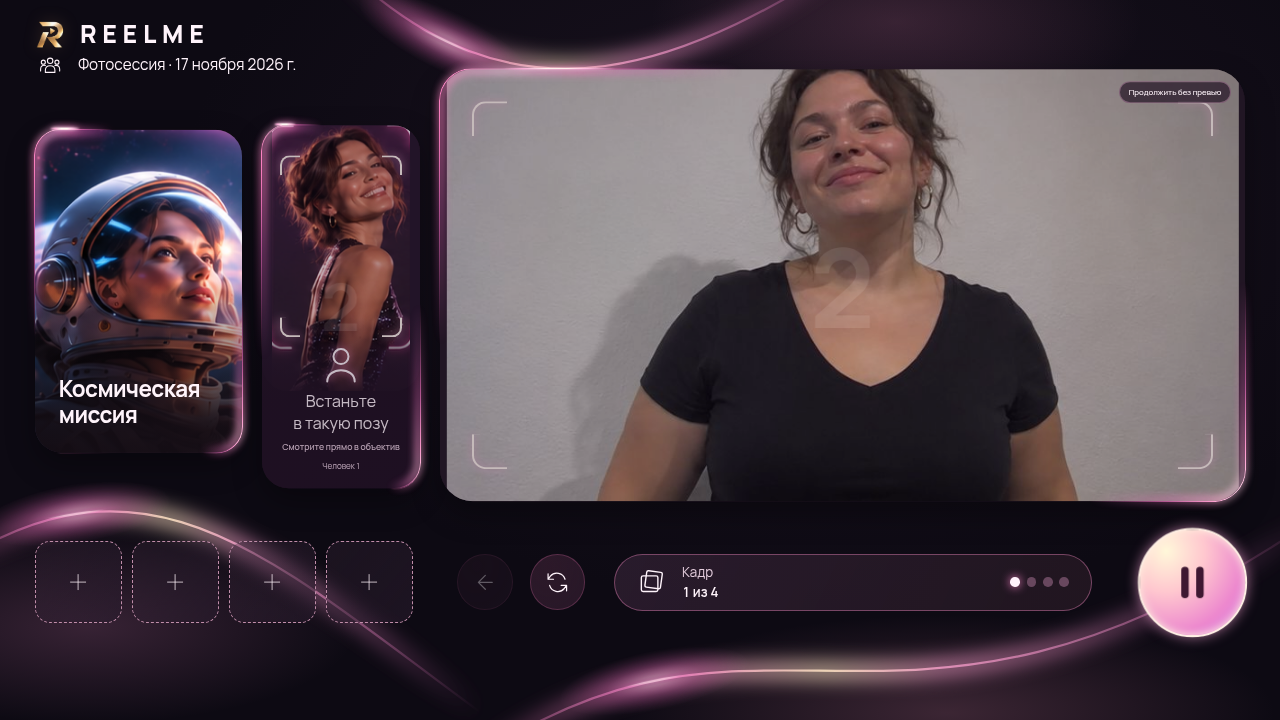 REELME
Фотосессия · 17 ноября 2026 г.
Продолжить без превью
2
2
Космическая
миссия
Встаньте
в такую позу
Смотрите прямо в объектив
Человек 1
Кадр
1 из 4